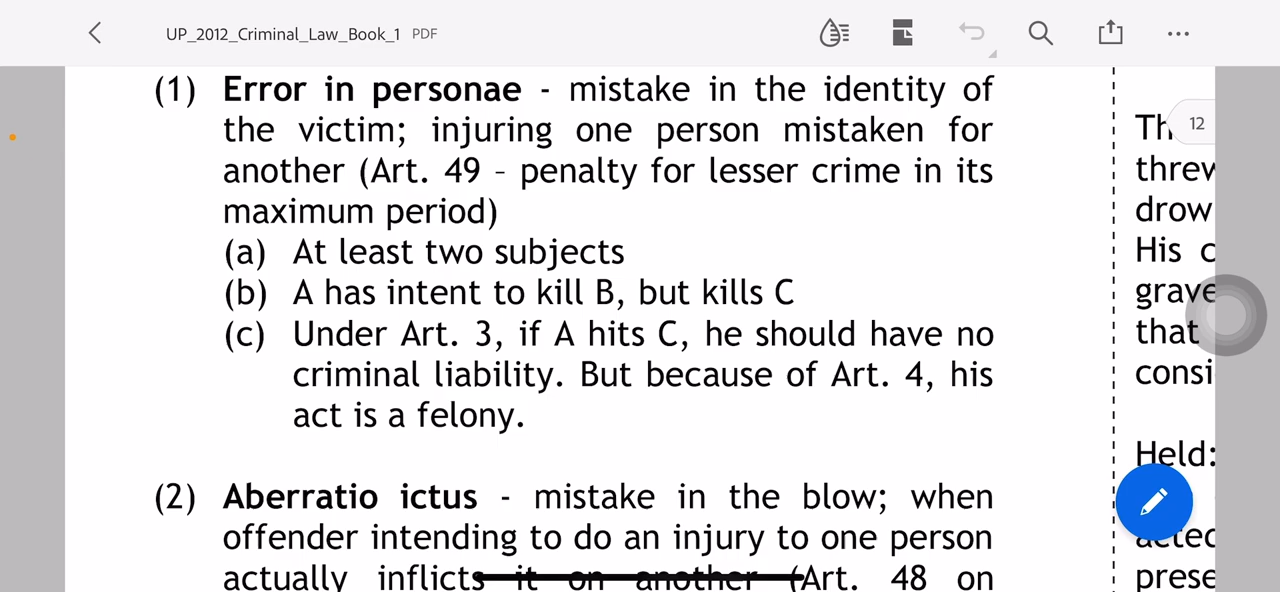 UP_2012_Criminal_Law_Book_1 PDF
(1) Error in personae - mistake in the identity of
the victim; injuring one person mistaken for
another (Art. 49 – penalty for lesser crime in its
maximum period)
(a) At least two subjects
(b) A has intent to kill B, but kills C
(c) Under Art. 3, if A hits C, he should have no
criminal liability. But because of Art. 4, his
act is a felony.
(2) Aberratio ictus - mistake in the blow; when
offender intending to do an injury to one person
actually inflicts it on another (Art. 48 on
12
His
that
Held: